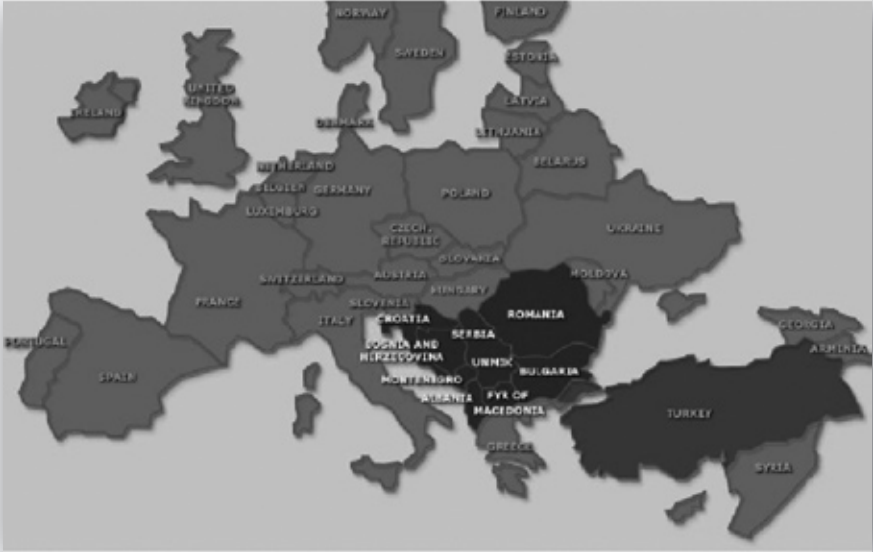 NORWAY
FINLAND
SWEDEN
ESTONIA
UNITED
KINGDOM
LATVIA
IRELAND
DENMARK
LITHUANIA
BELARUS
NETHERLAND
BELGIEN
GERMANY
POLAND
LUXEMBURG
UKRAINE
CZECH.
REPUBLIC
SLOVAKIA
SWITZERLAND
AUSTRIA
MOLDOVA
HUNGARY
FRANCE
SLOVENIA
ROMANIA
ITALY
CROATIA
GEORGIA
SERBIA
PORTUGAL
BOSNIA AND
HERZEGOVINA
ARMENIA
UNMIK
BULGARIA
SPAIN
MONTENEGRO
ALBANIA
FYR OF
MACEDONIA
TURKEY
GREECE
SYRIA